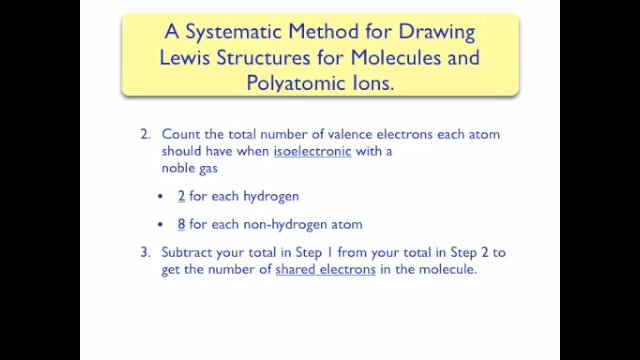 A Systematic Method for Drawing
Lewis Structures for Molecules and
Polyatomic Ions.
2. Count the total number of valence electrons each atom
should have when isoelectronic with a
noble gas
• 2 for each hydrogen
• 8 for each non-hydrogen atom
3. Subtract your total in Step 1 from your total in Step 2 to
get the number of shared electrons in the molecule.